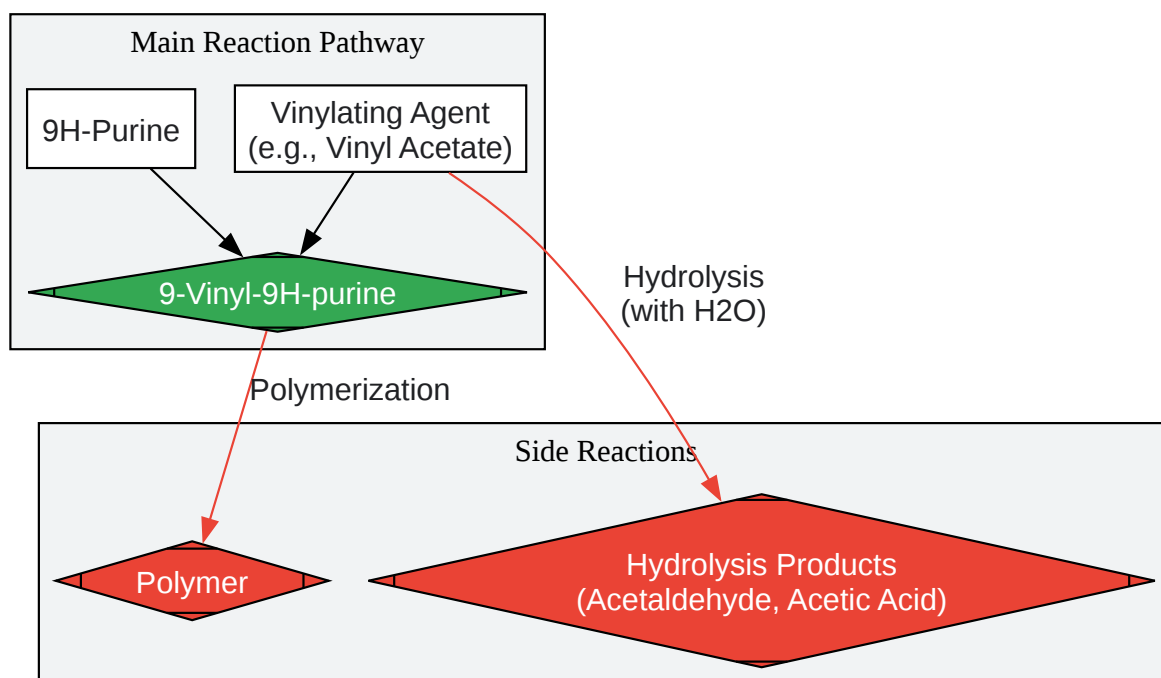 Main Reaction Pathway
9H-Purine
Vinylating Agent
(e.g., Vinyl Acetate)
9-Vinyl-9H-purine
Hydrolysis
(with H2O)
Polymerization
Side Reactions
Polymer
Hydrolysis Products
(Acetaldehyde, Acetic Acid)